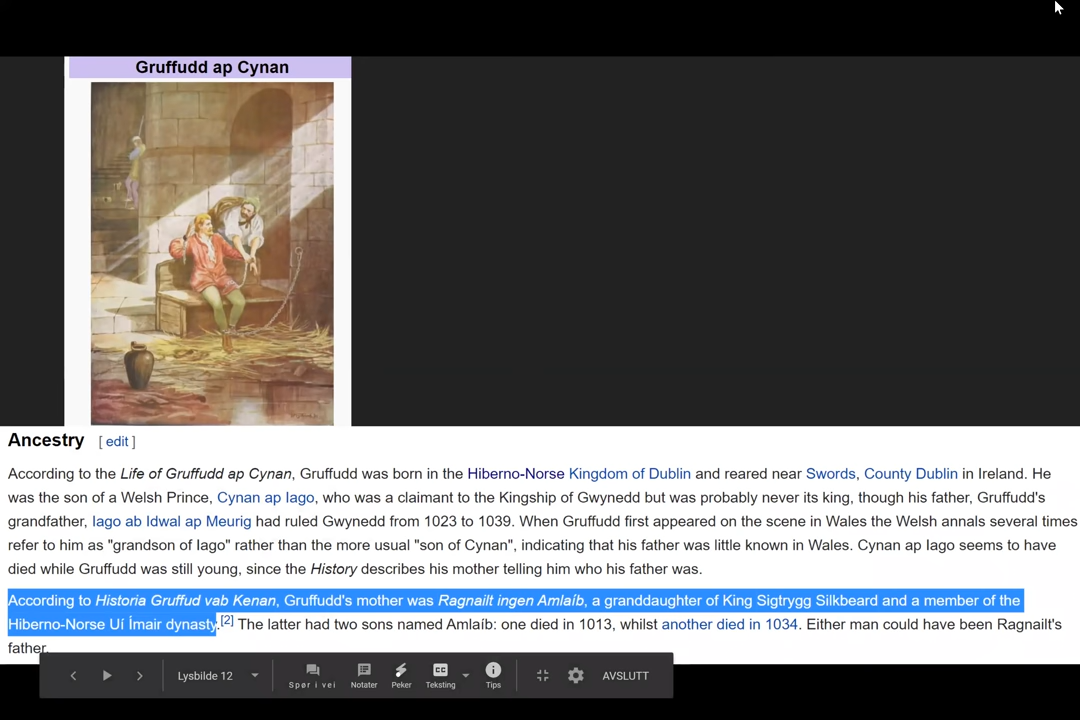 Gruffudd ap Cynan
Ancestry [ edit ]
According to the Life of Gruffudd ap Cynan, Gruffudd was born in the Hiberno-Norse Kingdom of Dublin and reared near Swords, County Dublin in Ireland. He
was the son of a Welsh Prince, Cynan ap Iago, who was a claimant to the Kingship of Gwynedd but was probably never its king, though his father, Gruffudd's
grandfather, Iago ab Idwal ap Meurig had ruled Gwynedd from 1023 to 1039. When Gruffudd first appeared on the scene in Wales the Welsh annals several times
refer to him as "grandson of Iago" rather than the more usual "son of Cynan", indicating that his father was little known in Wales. Cynan ap Iago seems to have
died while Gruffudd was still young, since the History describes his mother telling him who his father was.
According to Historia Gruffud vab Kenan, Gruffudd's mother was Ragnailt ingen Amlaíb, a granddaughter of King Sigtrygg Silkbeard and a member of the
Hiberno-Norse Uí Ímair dynasty.[2] The latter had two sons named Amlaíb: one died in 1013, whilst another died in 1034. Either man could have been Ragnailt's
father.
Lysbilde 12
Spør i vei
Notater
Peker
CC
Teksting
Tips
AVSLUTT